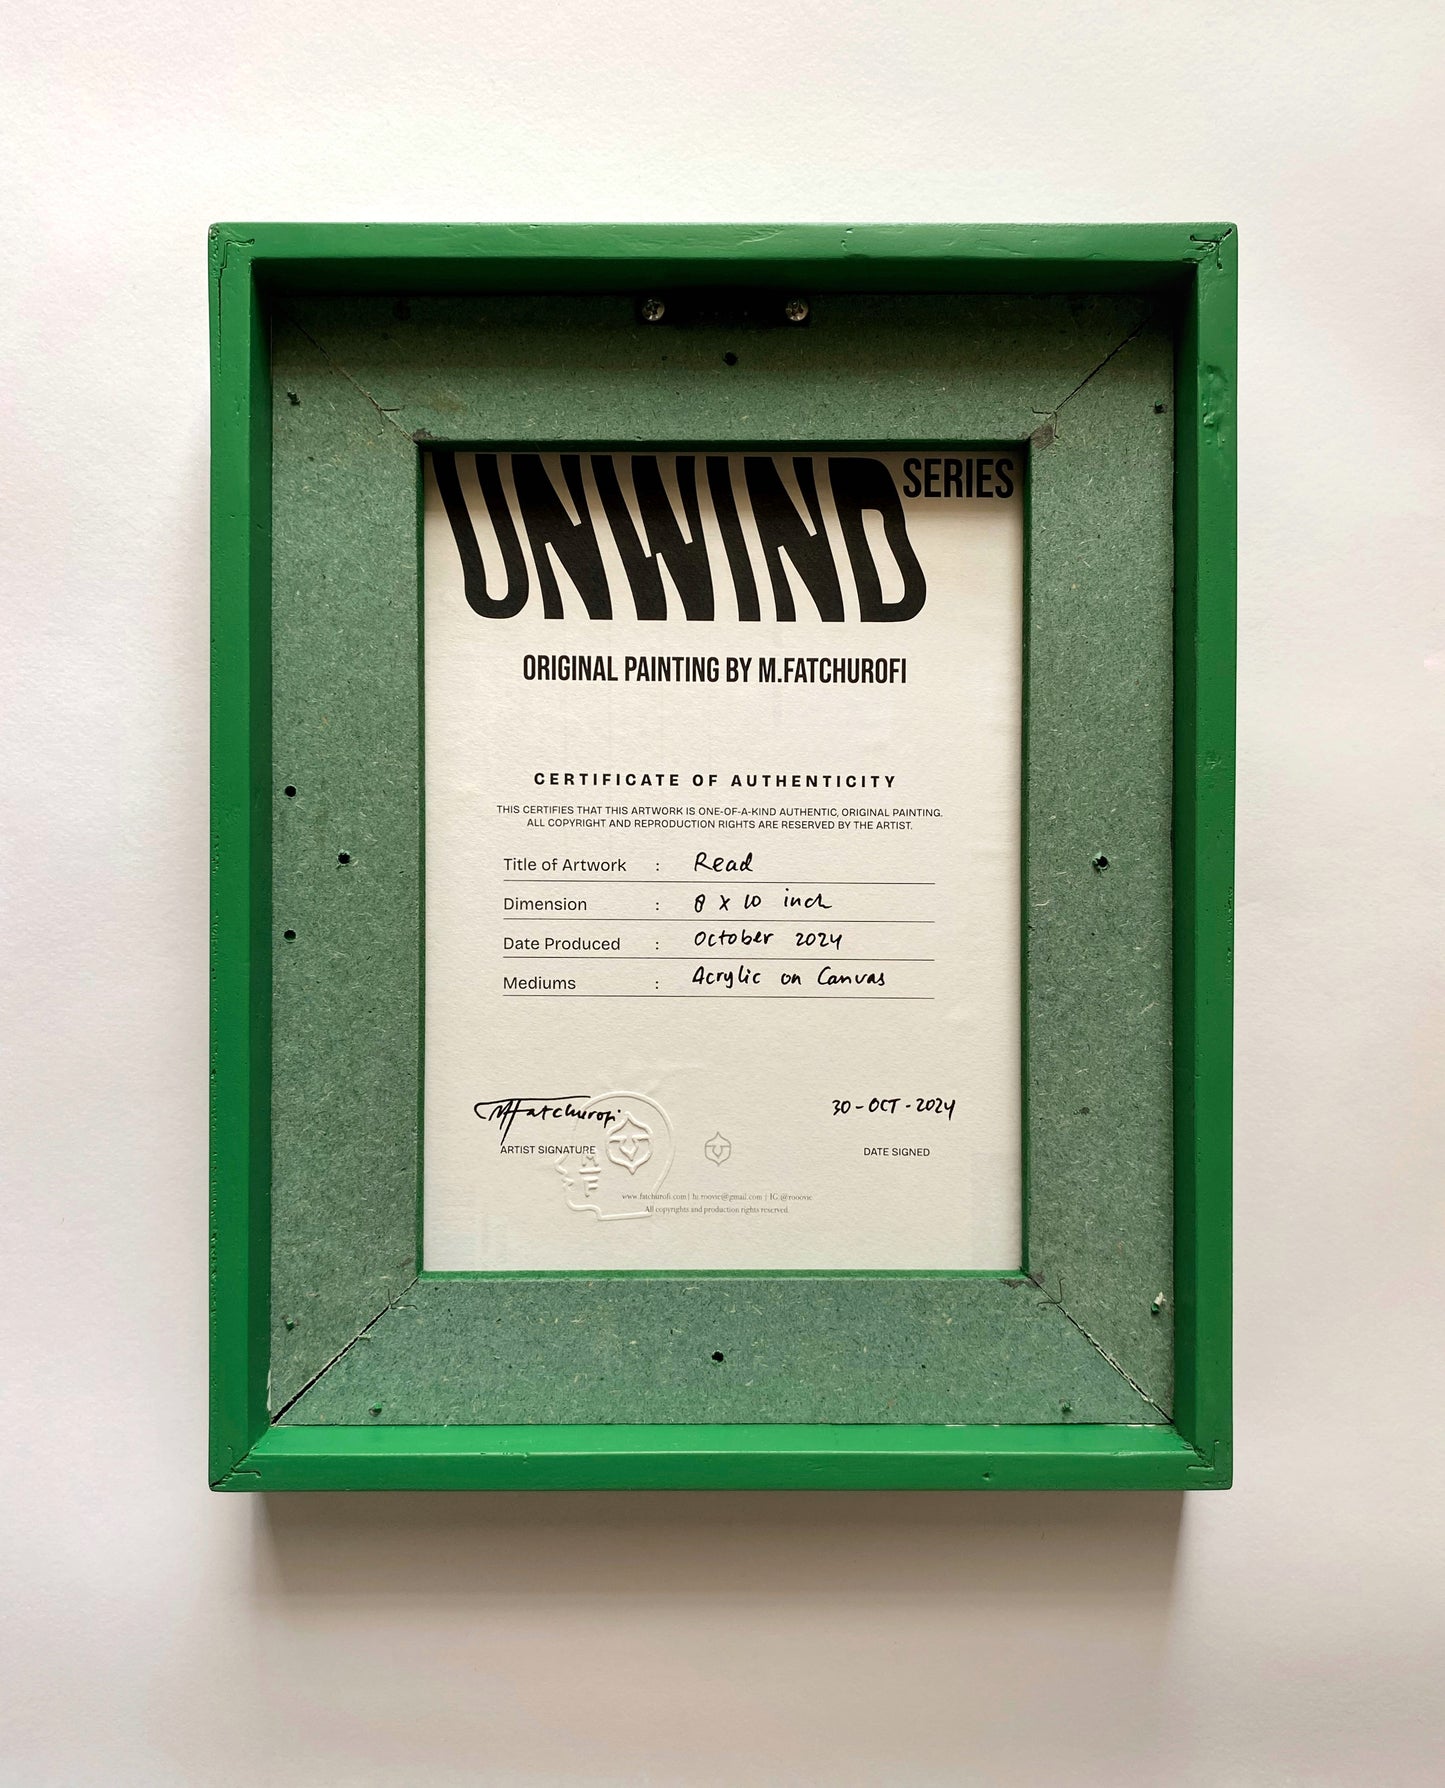 UNWIND SERIES
ORIGINAL PAINTING BY M.FATCHUROFI
CERTIFICATE OF AUTHENTICITY
THIS CERTIFIES THAT THIS ARTWORK IS ONE-OF-A-KIND AUTHENTIC, ORIGINAL PAINTING.
ALL COPYRIGHT AND REPRODUCTION RIGHTS ARE RESERVED BY THE ARTIST.
Title of Artwork : Read
Dimension : 8 X 10 inch
Date Produced : October 2024
Mediums : Acrylic on Canvas
MFatchurofi 30-OCT-2024
ARTIST SIGNATURE DATE SIGNED
M
F
www.fatchurofi.com | hi.roovie@gmail.com | IG. @rooovie
All copyrights and production rights reserved.